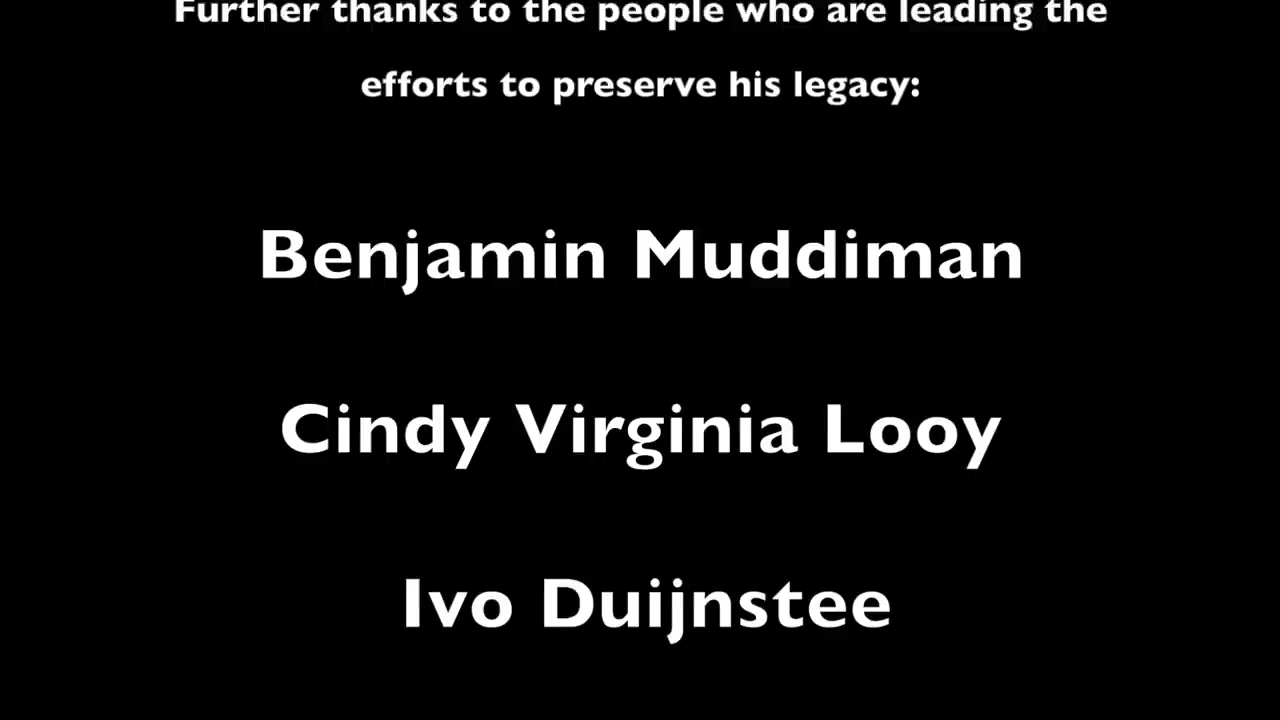 Further thanks to the people who are leading the
efforts to preserve his legacy:
Benjamin Muddiman
Cindy Virginia Looy
Ivo Duijnstee